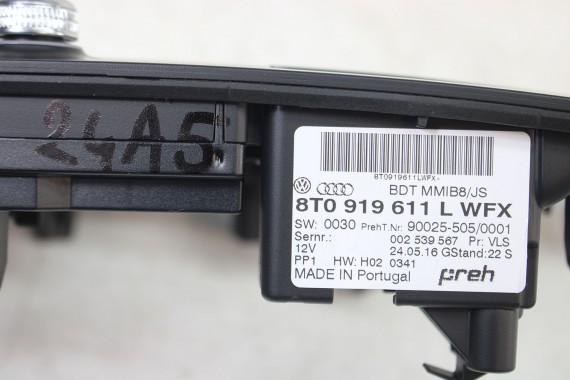 24A5
8T0919611LWFX-
BDT MMIB8/JS
8T0 919 611 L WFX
SW: 0030 PrehT.Nr: 90025-505/0001
Sernr.: 002 539 567 Pr: VLS
12V 24.05.16 GStand: 22 S
PP1 HW: H02 0341
MADE IN Portugal preh